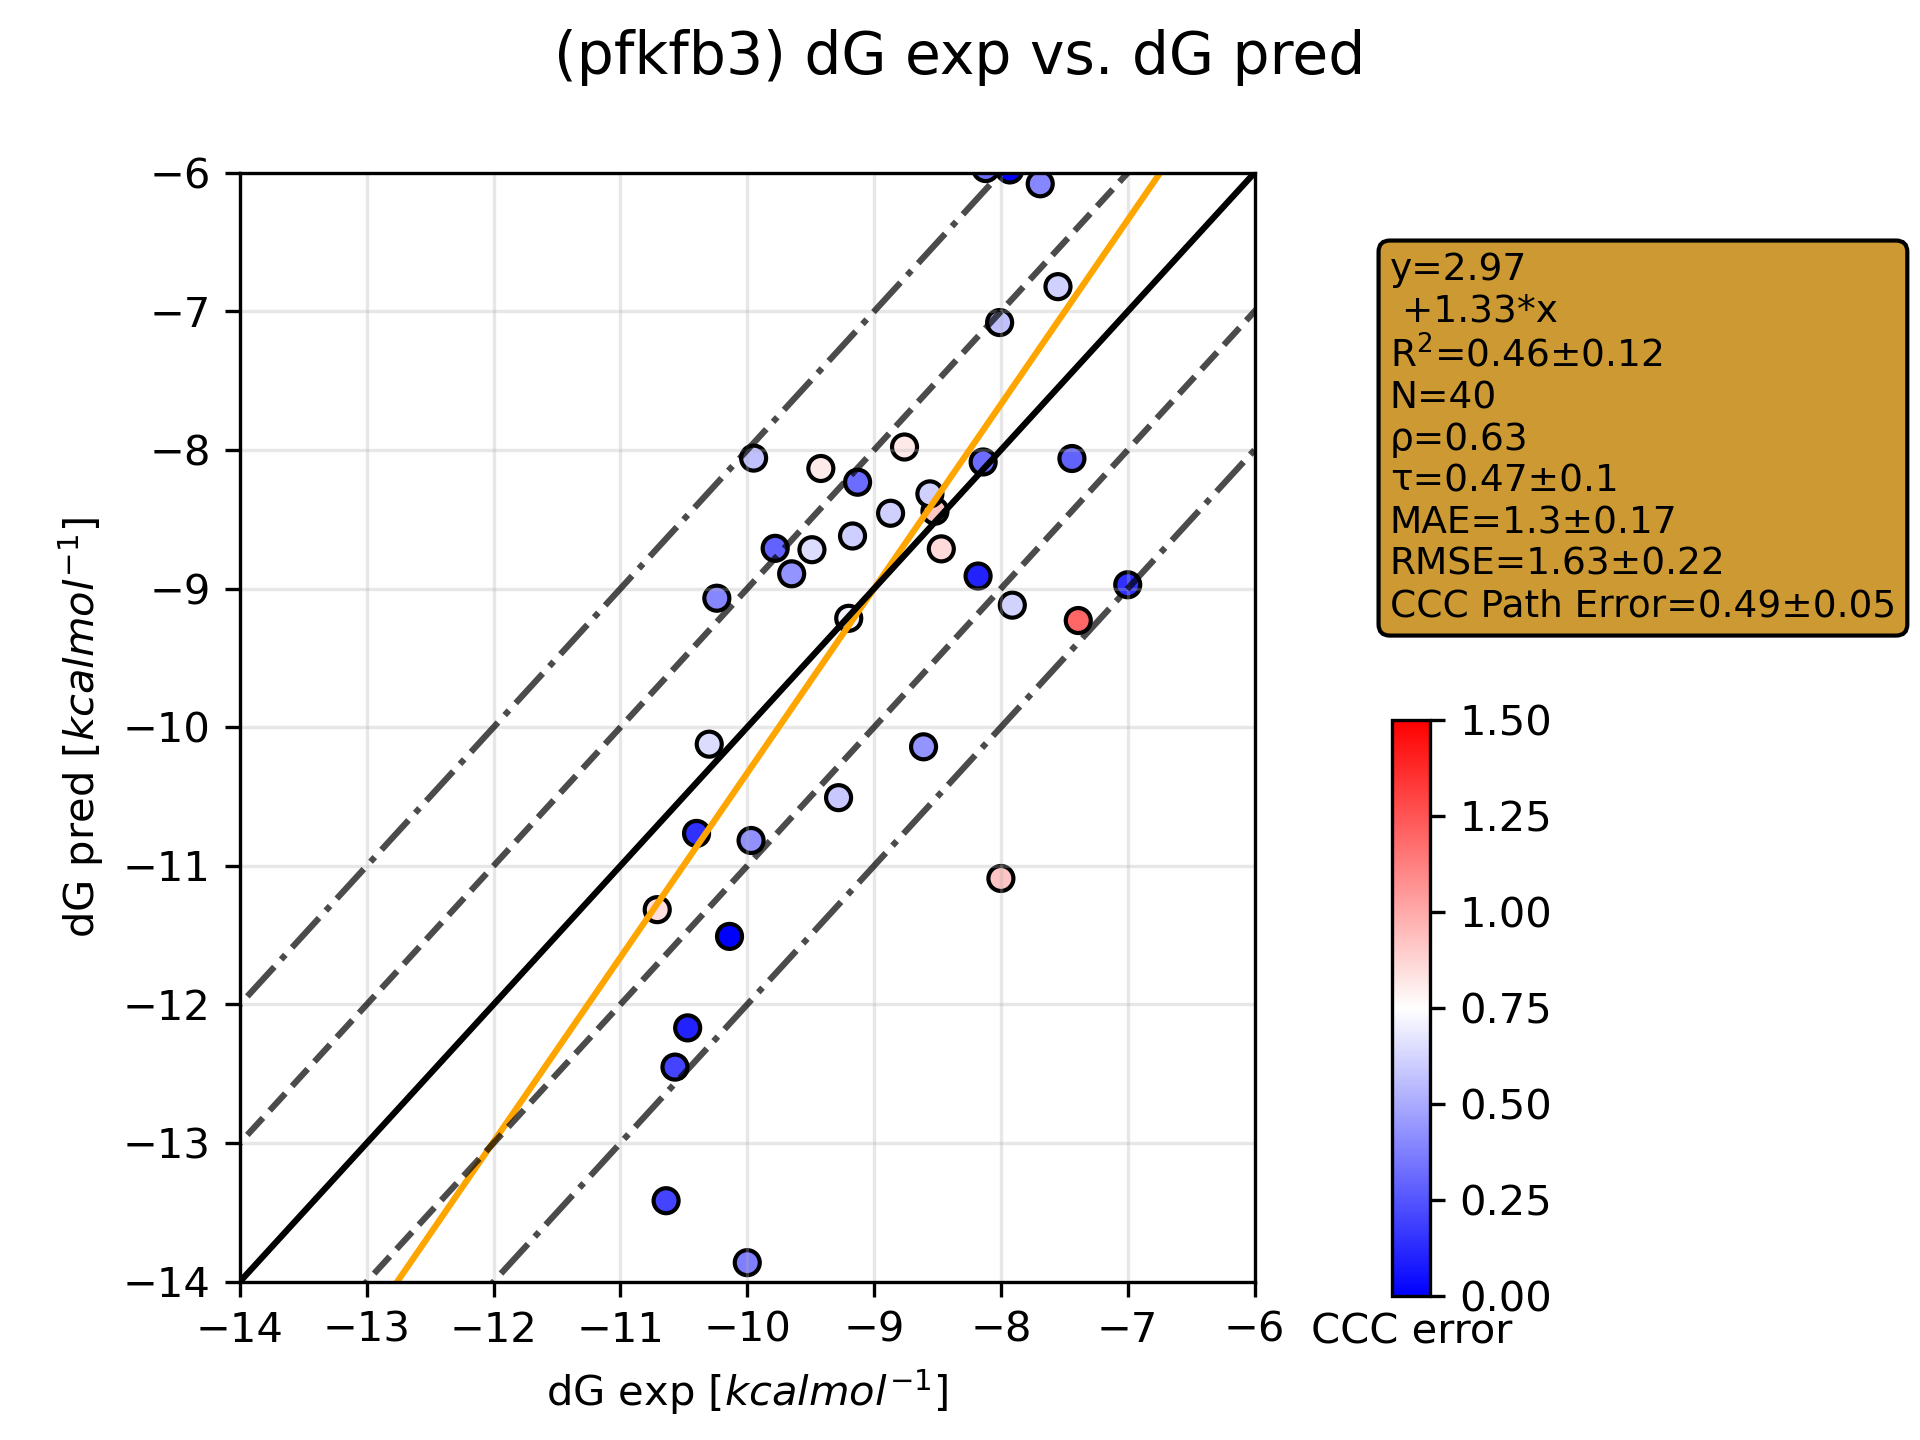 (pfkfb3) dG exp vs. dG pred
−6
−7
−8
−9
−10
−11
−12
−13
−14
dG pred [kcalmol⁻¹]
−14 −13 −12 −11 −10 −9 −8 −7 −6
dG exp [kcalmol⁻¹]
y=2.97
+1.33*x
R²=0.46±0.12
N=40
ρ=0.63
τ=0.47±0.1
MAE=1.3±0.17
RMSE=1.63±0.22
CCC Path Error=0.49±0.05
1.50
1.25
1.00
0.75
0.50
0.25
0.00
CCC error